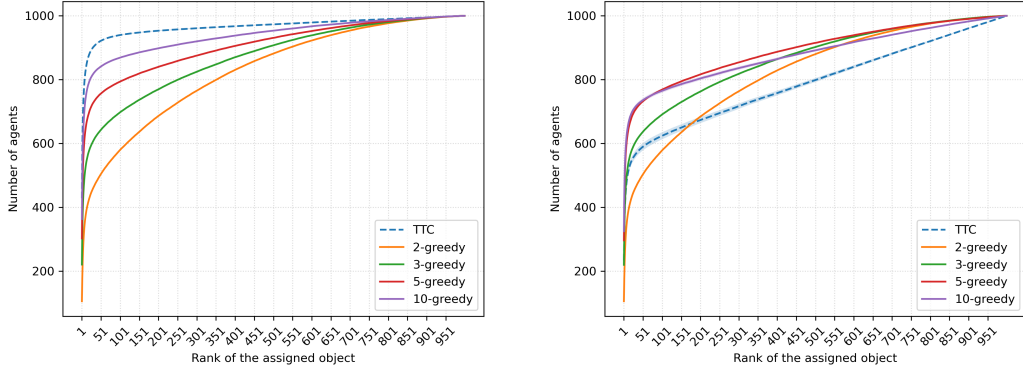 1000
800
600
400
200
Number of agents
1 51 101 151 201 251 301 351 401 451 501 551 601 651 701 751 801 851 901 951
Rank of the assigned object
TTC
2-greedy
3-greedy
5-greedy
10-greedy
1000
800
600
400
200
Number of agents
1 51 101 151 201 251 301 351 401 451 501 551 601 651 701 751 801 851 901 951
Rank of the assigned object
TTC
2-greedy
3-greedy
5-greedy
10-greedy